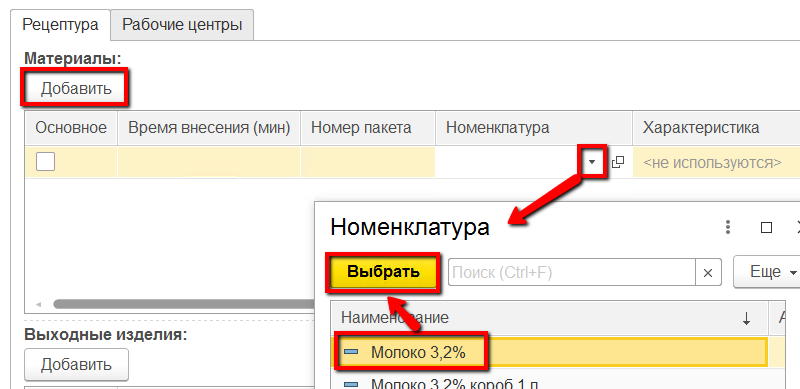 Рецептура Рабочие центры
Материалы:
Добавить
Основное Время внесения (мин) Номер пакета Номенклатура Характеристика
<не используются>
Номенклатура
Выбрать Поиск (Ctrl+F) × Еще
Наименование
Молоко 3,2%
Молоко 3,2% короб 1 л
Выходные изделия:
Добавить